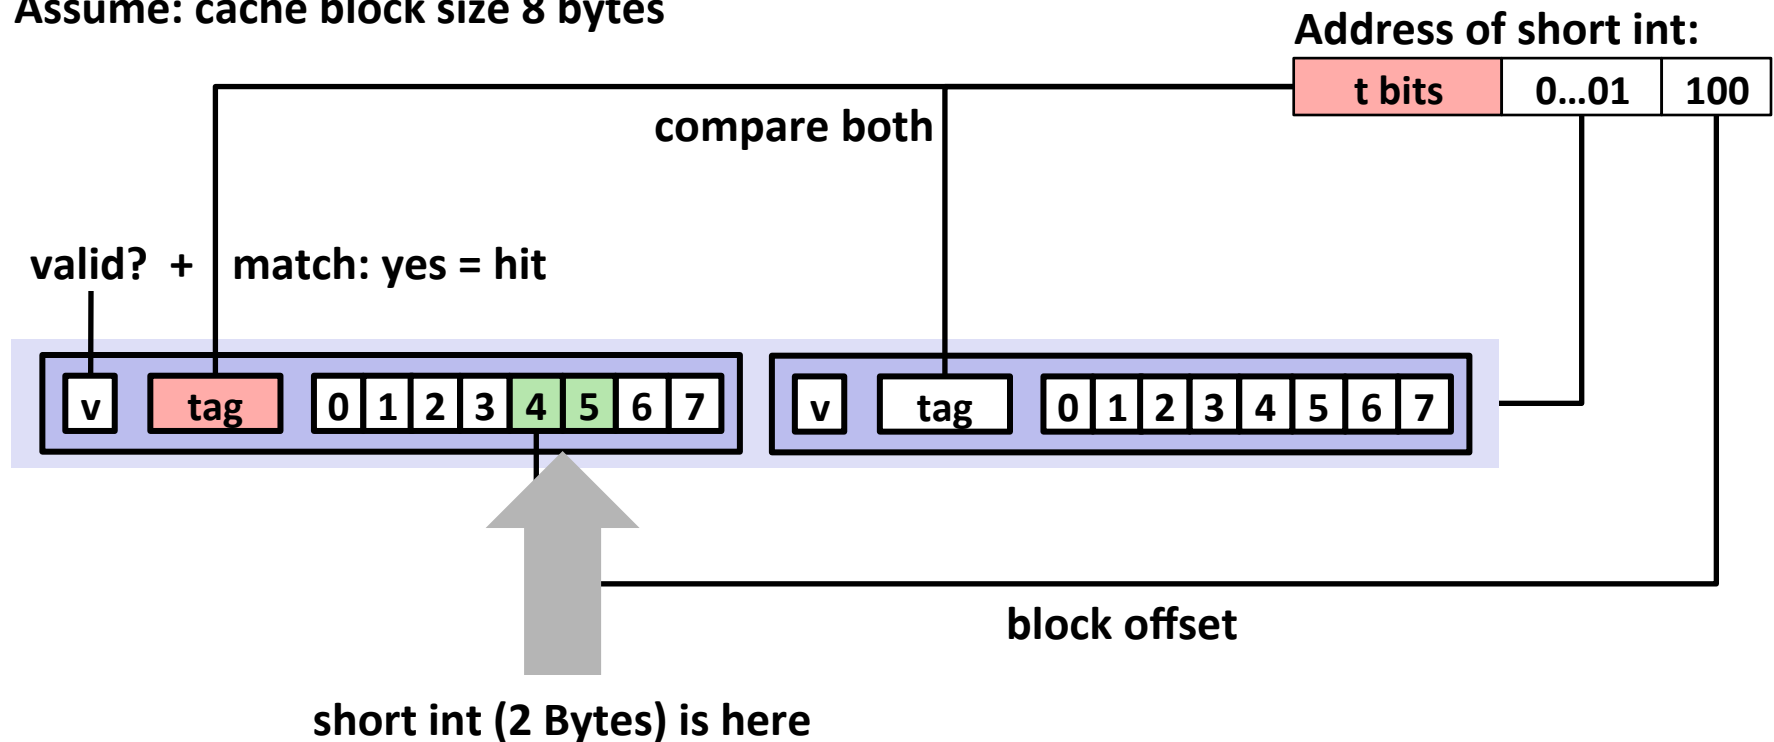 Assume: cache block size 8 bytes
Address of short int:
t bits 0...01 100
compare both
valid? + match: yes = hit
v tag 0 1 2 3 4 5 6 7 v tag 0 1 2 3 4 5 6 7
block offset
short int (2 Bytes) is here